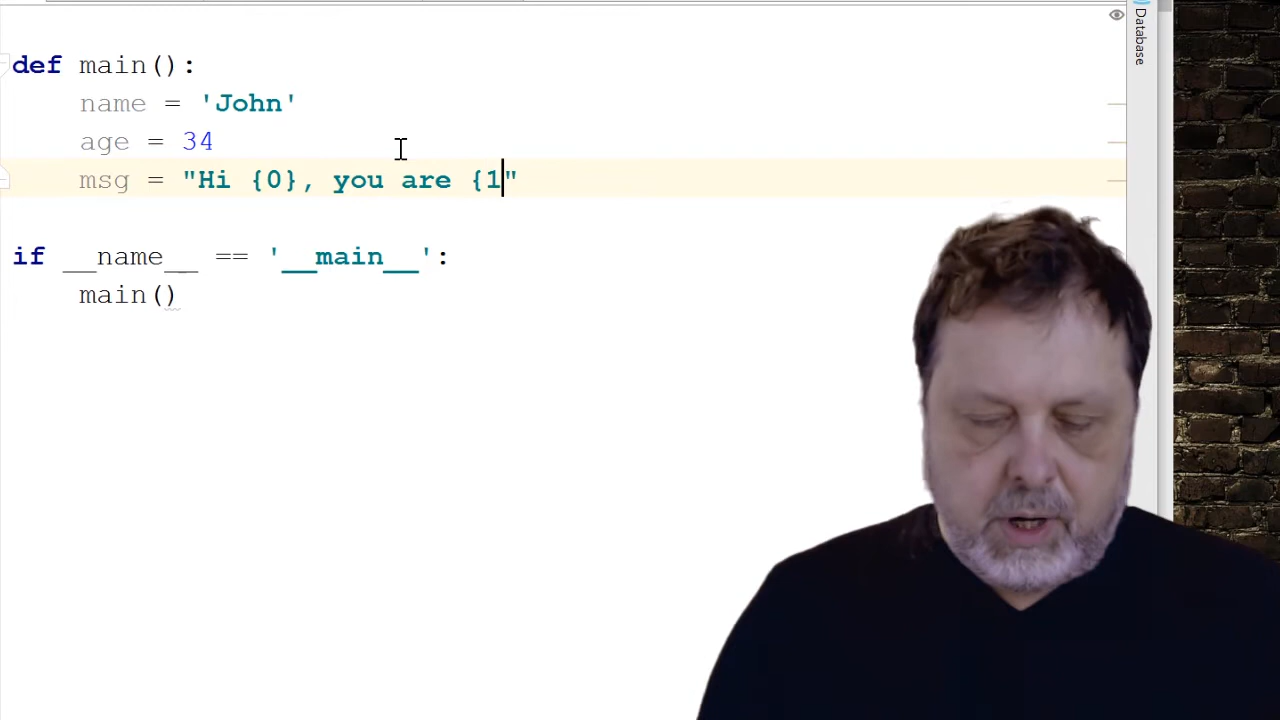 def main():
    name = 'John'
    age = 34
    msg = "Hi {0}, you are {1"
if __name__ == '__main__':
    main()
Database